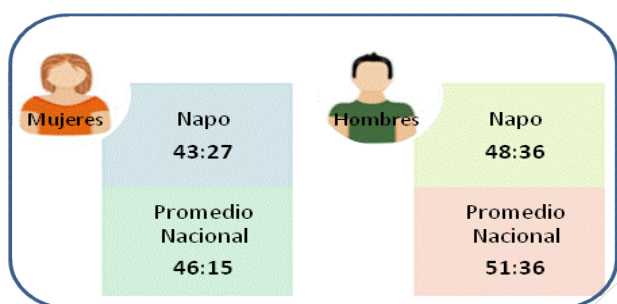 Mujeres
Napo
43:27
Promedio
Nacional
46:15
Hombres
Napo
48:36
Promedio
Nacional
51:36